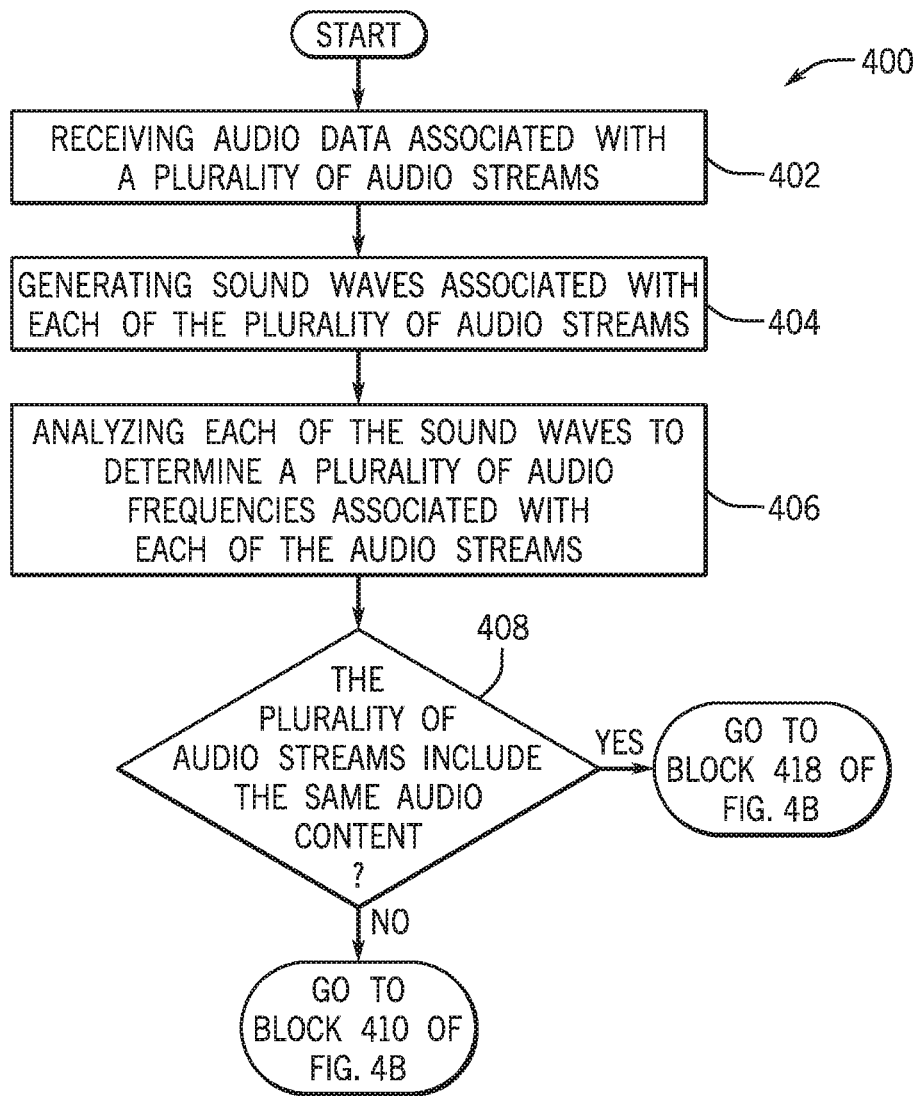 START
400
RECEIVING AUDIO DATA ASSOCIATED WITH
A PLURALITY OF AUDIO STREAMS
402
GENERATING SOUND WAVES ASSOCIATED WITH
EACH OF THE PLURALITY OF AUDIO STREAMS
404
ANALYZING EACH OF THE SOUND WAVES TO
DETERMINE A PLURALITY OF AUDIO
FREQUENCIES ASSOCIATED WITH
EACH OF THE AUDIO STREAMS
406
408
THE
PLURALITY OF
AUDIO STREAMS INCLUDE
THE SAME AUDIO
CONTENT
?
YES
GO TO
BLOCK 418 OF
FIG. 4B
NO
GO TO
BLOCK 410 OF
FIG. 4B